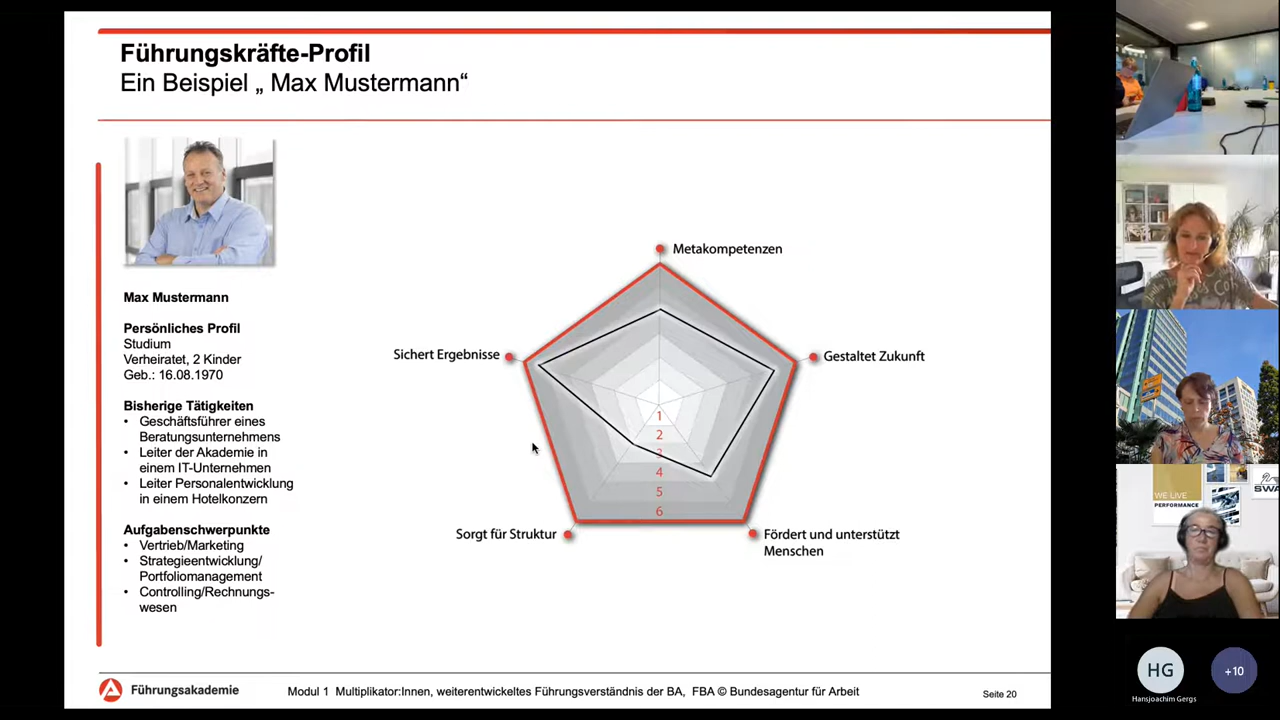 Führungskräfte-Profil
Ein Beispiel „ Max Mustermann“
Max Mustermann
Persönliches Profil
Studium
Verheiratet, 2 Kinder
Geb.: 16.08.1970
Bisherige Tätigkeiten
• Geschäftsführer eines
Beratungsunternehmens
• Leiter der Akademie in
einem IT-Unternehmen
• Leiter Personalentwicklung
in einem Hotelkonzern
Aufgabenschwerpunkte
• Vertrieb/Marketing
• Strategieentwicklung/
Portfoliomanagement
• Controlling/Rechnungs-
wesen
Metakompetenzen
Sichert Ergebnisse
Gestaltet Zukunft
1
2
3
4
5
6
Sorgt für Struktur
Fördert und unterstützt
Menschen
Führungsakademie
Modul 1 Multiplikator:Innen, weiterentwickeltes Führungsverständnis der BA, FBA © Bundesagentur für Arbeit
Seite 20
WE LIVE
PERFORMANCE
HG
+10
Hansjoachim Gergs